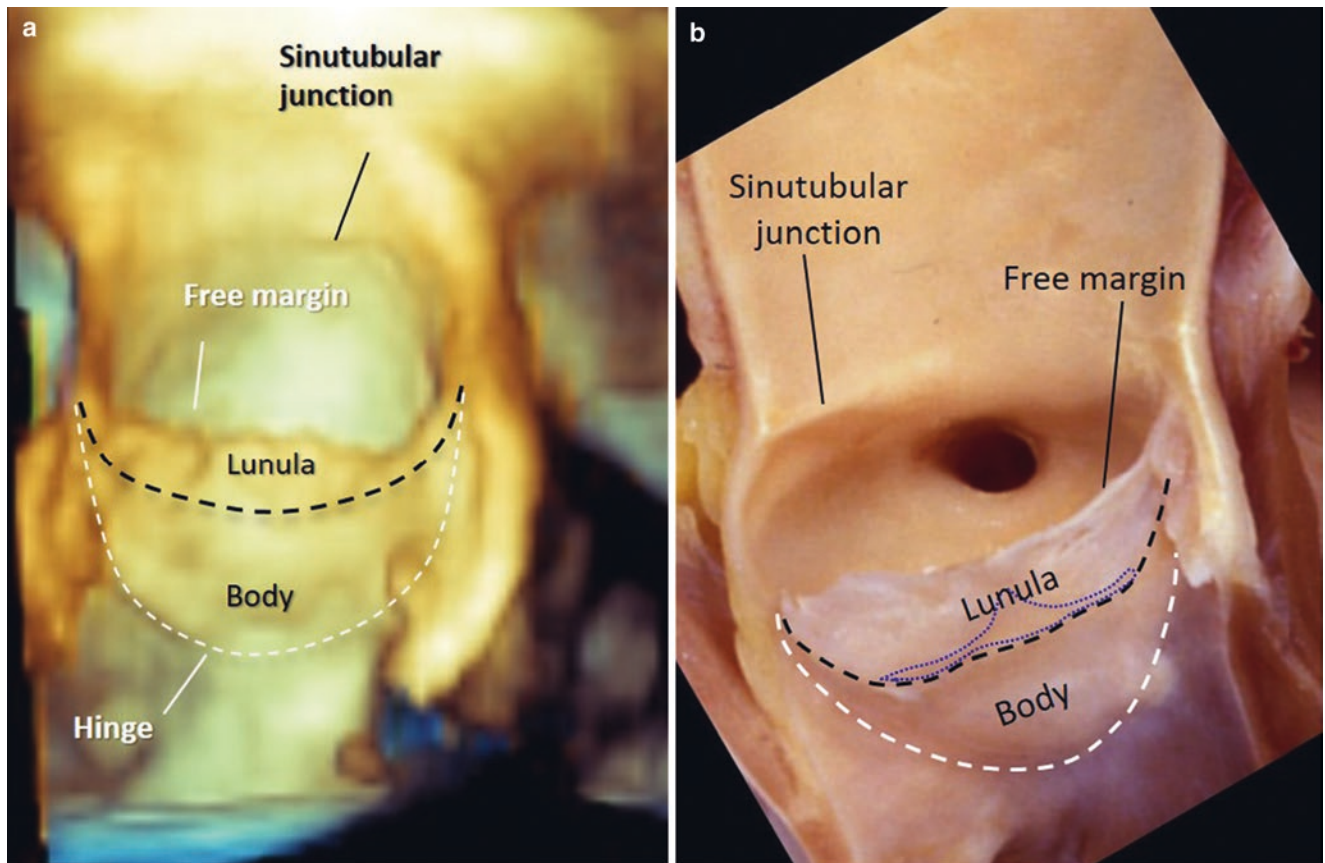 a
Sinutubular
junction
Free margin
Lunula
Body
Hinge
b
Sinutubular
junction
Free margin
Lunula
Body